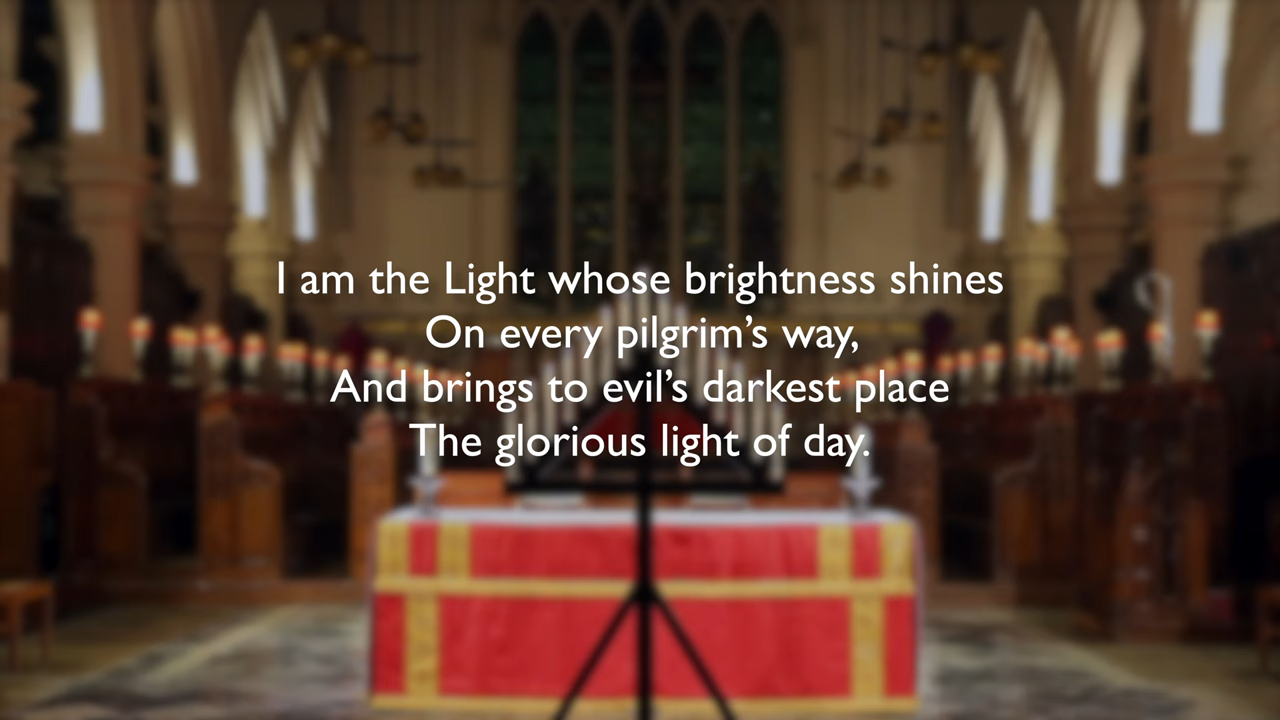 I am the Light whose brightness shines
On every pilgrim’s way,
And brings to evil’s darkest place
The glorious light of day.